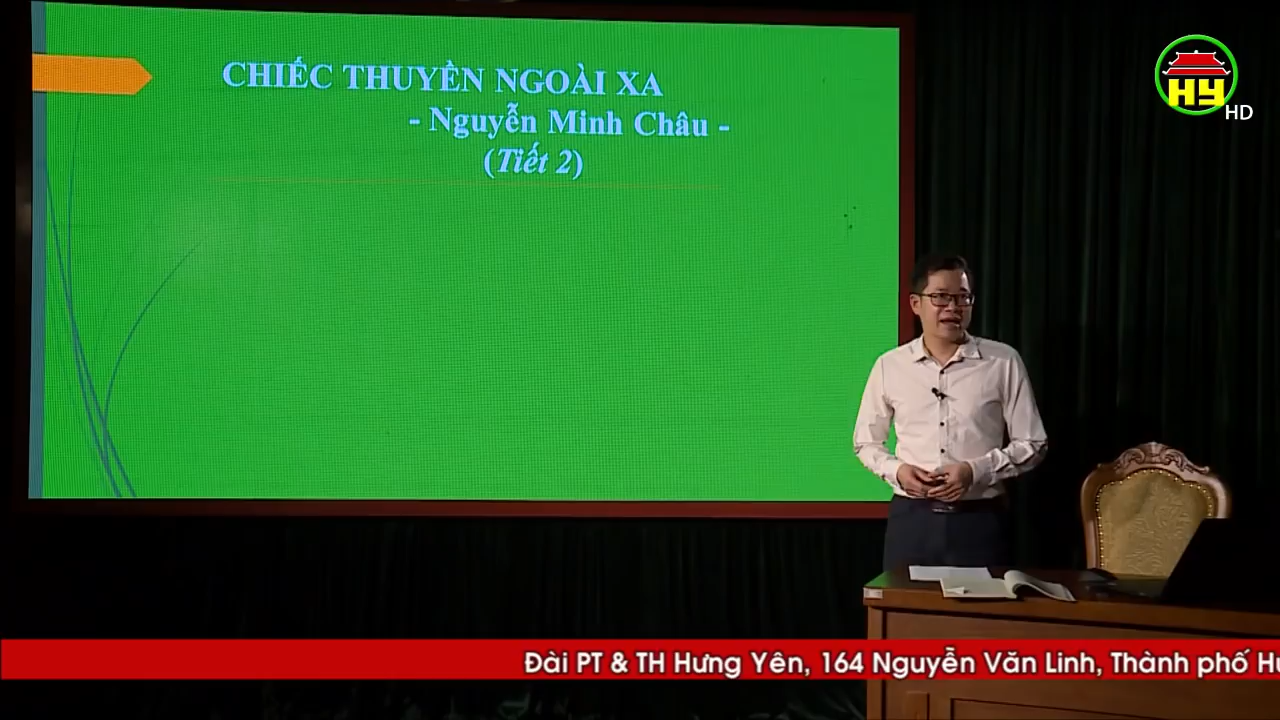 CHIẾC THUYỀN NGOÀI XA
- Nguyễn Minh Châu -
(Tiết 2)
HY
HD
Đài PT & TH Hưng Yên, 164 Nguyễn Văn Linh, Thành phố